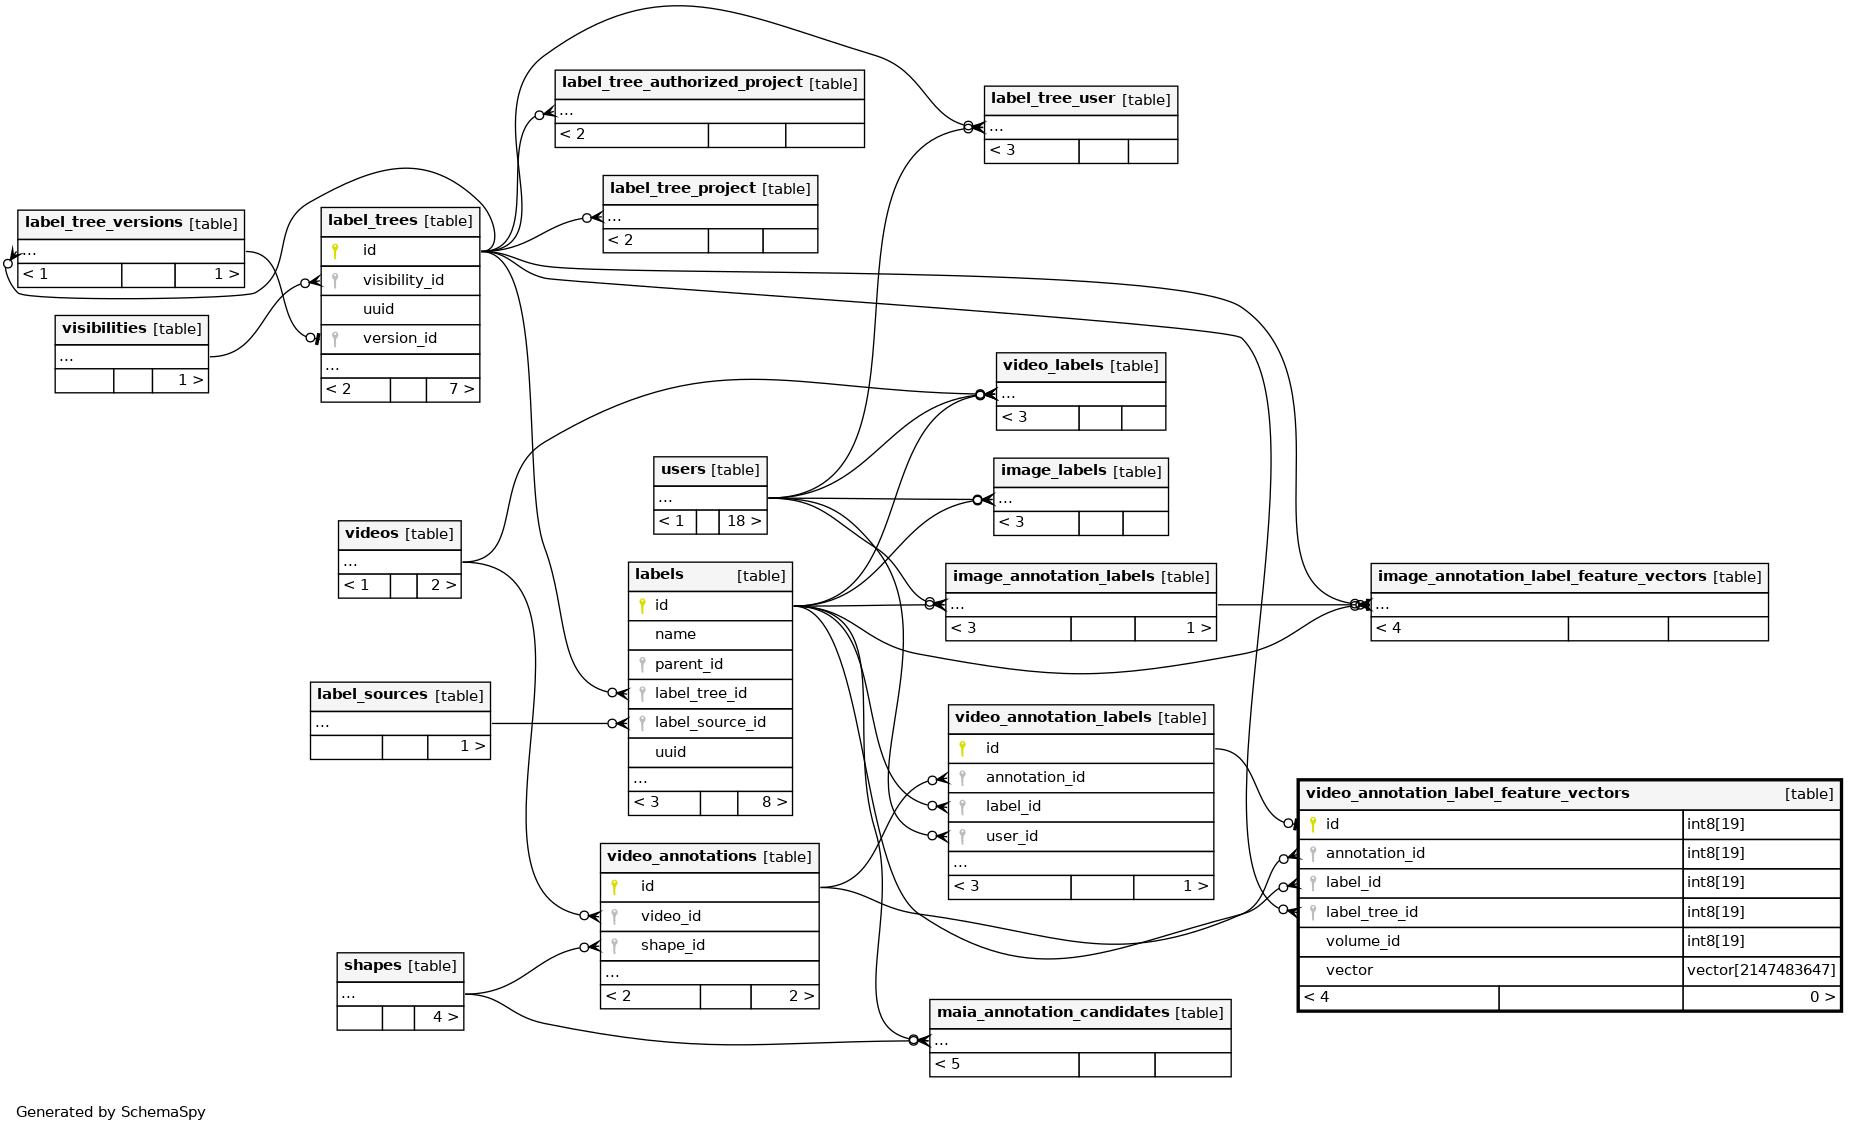 label_tree_authorized_project [table]
...
< 2
label_tree_user [table]
...
< 3
label_tree_project [table]
...
< 2
label_tree_versions [table]
...
< 1 1 >
label_trees [table]
id
visibility_id
uuid
version_id
...
< 2 7 >
visibilities [table]
...
1 >
video_labels [table]
...
< 3
users [table]
...
< 1 18 >
image_labels [table]
...
< 3
videos [table]
...
< 1 2 >
labels [table]
id
name
parent_id
label_tree_id
label_source_id
uuid
...
< 3 8 >
image_annotation_labels [table]
...
< 3 1 >
image_annotation_label_feature_vectors [table]
...
< 4
label_sources [table]
...
1 >
video_annotation_labels [table]
id
annotation_id
label_id
user_id
...
< 3 1 >
video_annotation_label_feature_vectors [table]
id int8[19]
annotation_id int8[19]
label_id int8[19]
label_tree_id int8[19]
volume_id int8[19]
vector vector[2147483647]
< 4 0 >
video_annotations [table]
id
video_id
shape_id
...
< 2 2 >
shapes [table]
...
4 >
maia_annotation_candidates [table]
...
< 5
Generated by SchemaSpy